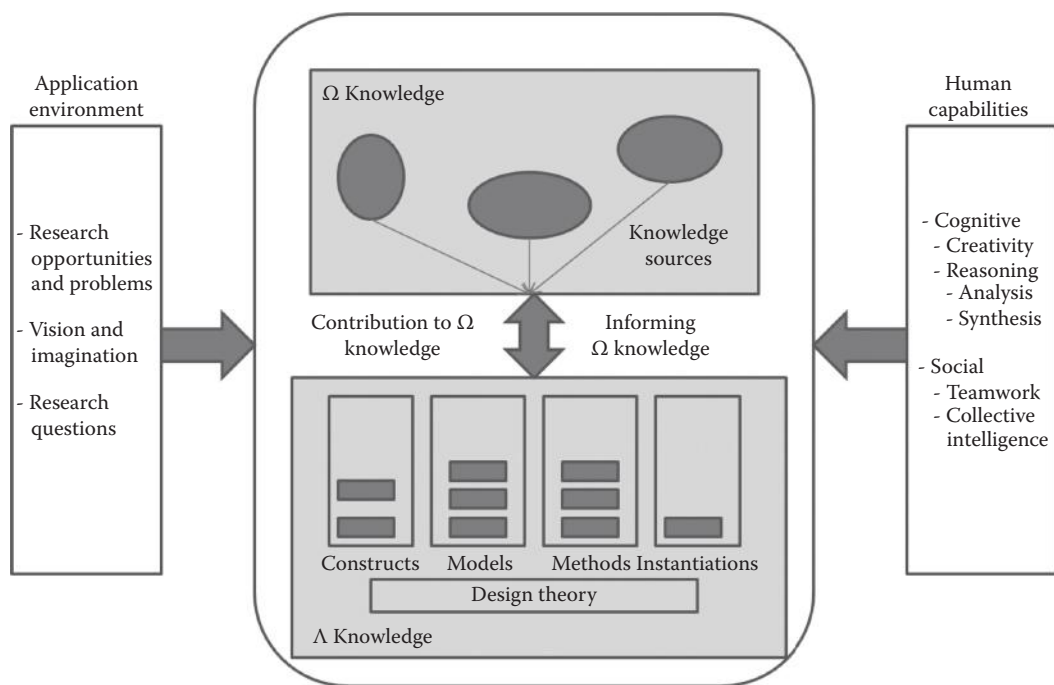 Application
environment
- Research
opportunities
and problems
- Vision and
imagination
- Research
questions
Ω Knowledge
Knowledge
sources
Contribution to Ω
knowledge
Informing
Ω knowledge
Constructs
Models
Methods
Instantiations
Design theory
Λ Knowledge
Human
capabilities
- Cognitive
- Creativity
- Reasoning
- Analysis
- Synthesis
- Social
- Teamwork
- Collective
intelligence